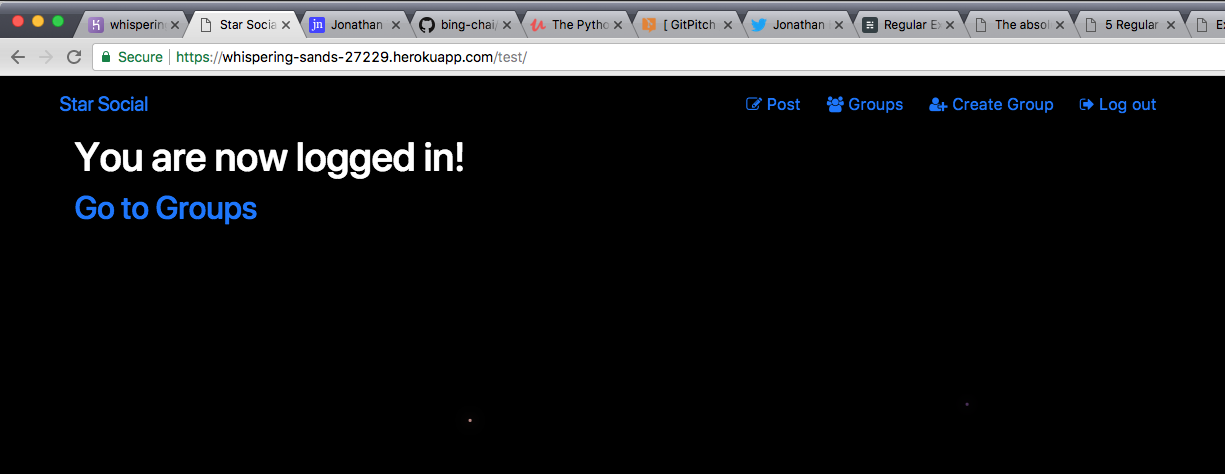 whispering Star Socia Jonathan bing-chai/ The Pytho [ GitPitch Jonathan Regular Ex The absol 5 Regular Ex
Secure https://whispering-sands-27229.herokuapp.com/test/
Star Social Post Groups Create Group Log out
You are now logged in!
Go to Groups